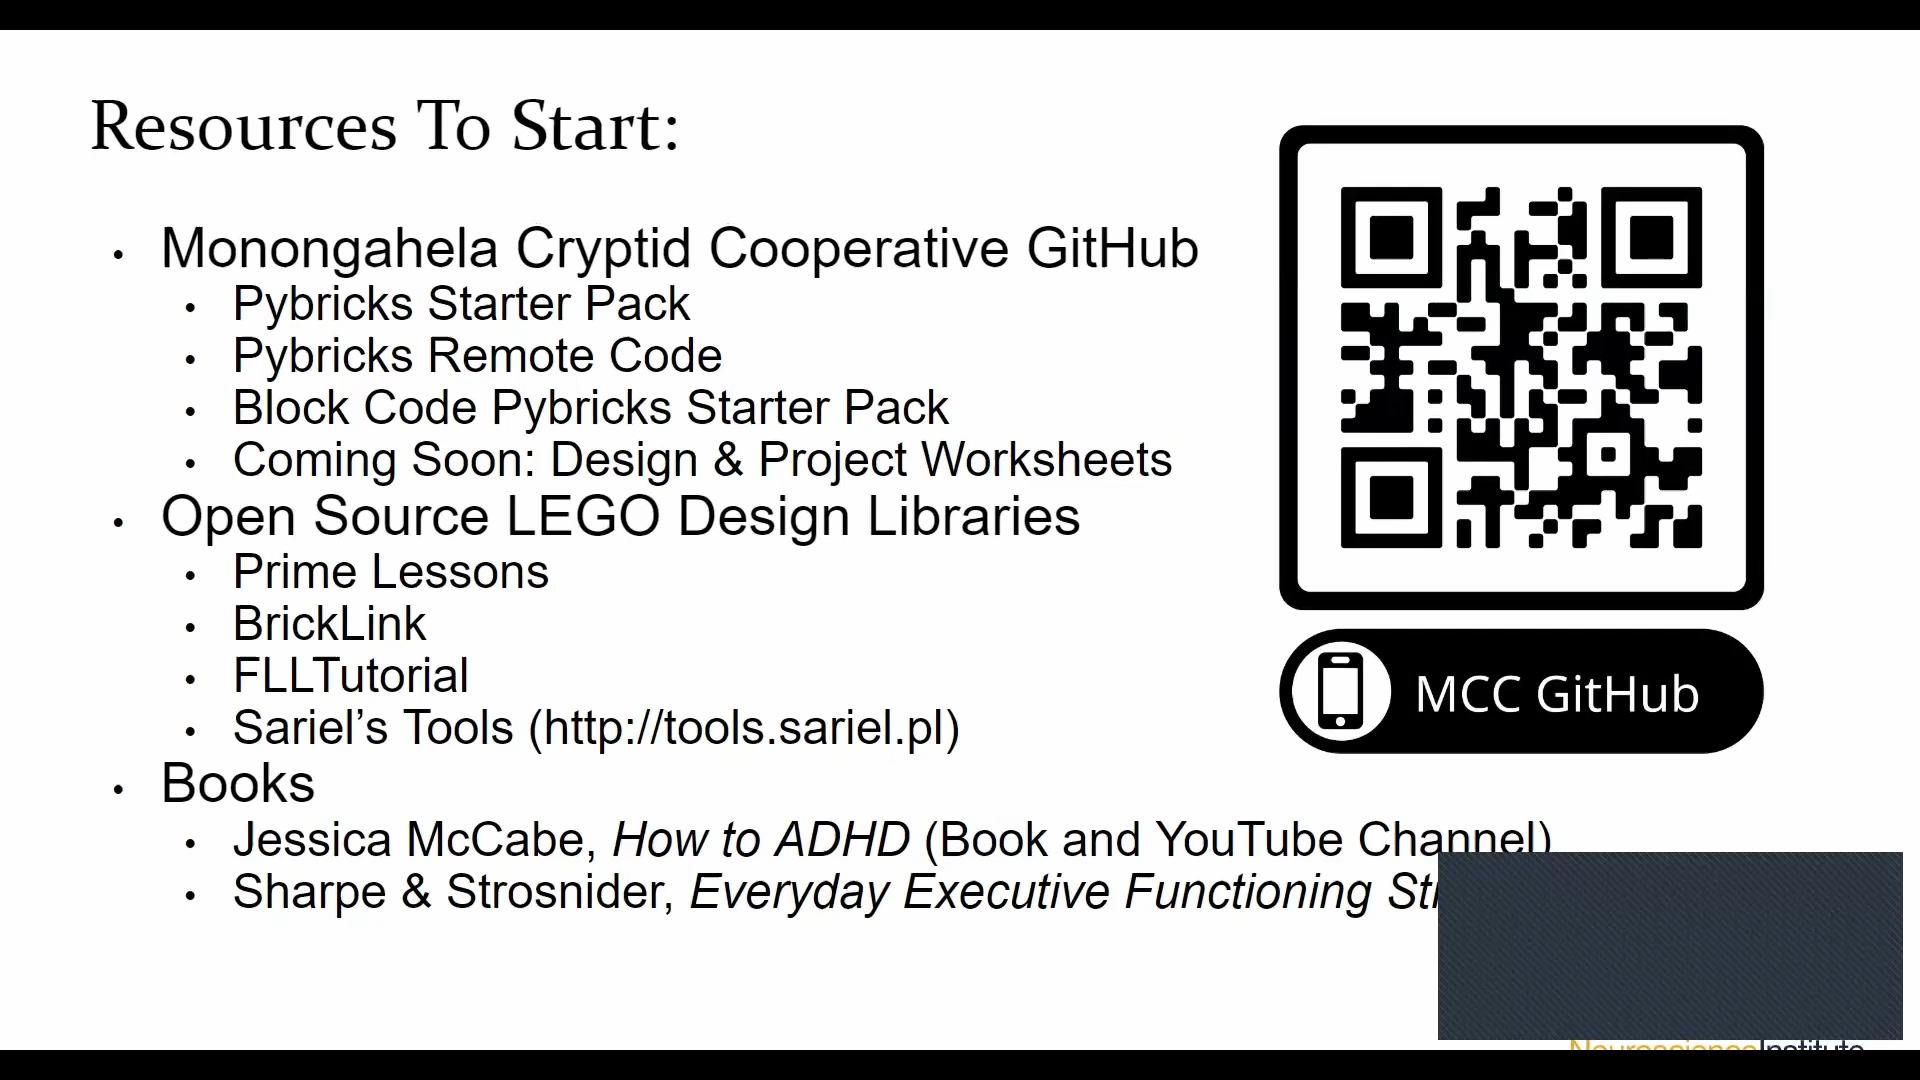 Resources To Start:
Monongahela Cryptid Cooperative GitHub
Pybricks Starter Pack
Pybricks Remote Code
Block Code Pybricks Starter Pack
Coming Soon: Design & Project Worksheets
Open Source LEGO Design Libraries
Prime Lessons
BrickLink
FLLTutorial
Sariel’s Tools (http://tools.sariel.pl)
Books
Jessica McCabe, How to ADHD (Book and YouTube Channel)
Sharpe & Strosnider, Everyday Executive Functioning
MCC GitHub